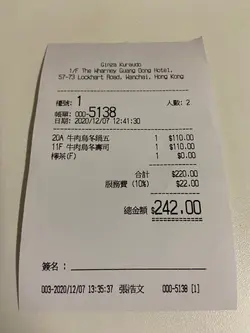 Ginza Kuraudo
1/F The Wharney Guang Dong Hotel,
57-73 Lockhart Road, Wanchai, Hong Kong
檯號: 1 人數: 2
帳單: 000-5138
日期: 2020/12/07 12:41:30
20A 牛肉烏冬鍋五 1 $110.00
11F 牛肉烏冬壽司 1 $110.00
檸茶(F) 1 $0.00
合計 $220.00
服務費 (10%) $22.00
總金額 $242.00
簽名 :
003-2020/12/07 13:35:37 張浩文 000-5138 [1]